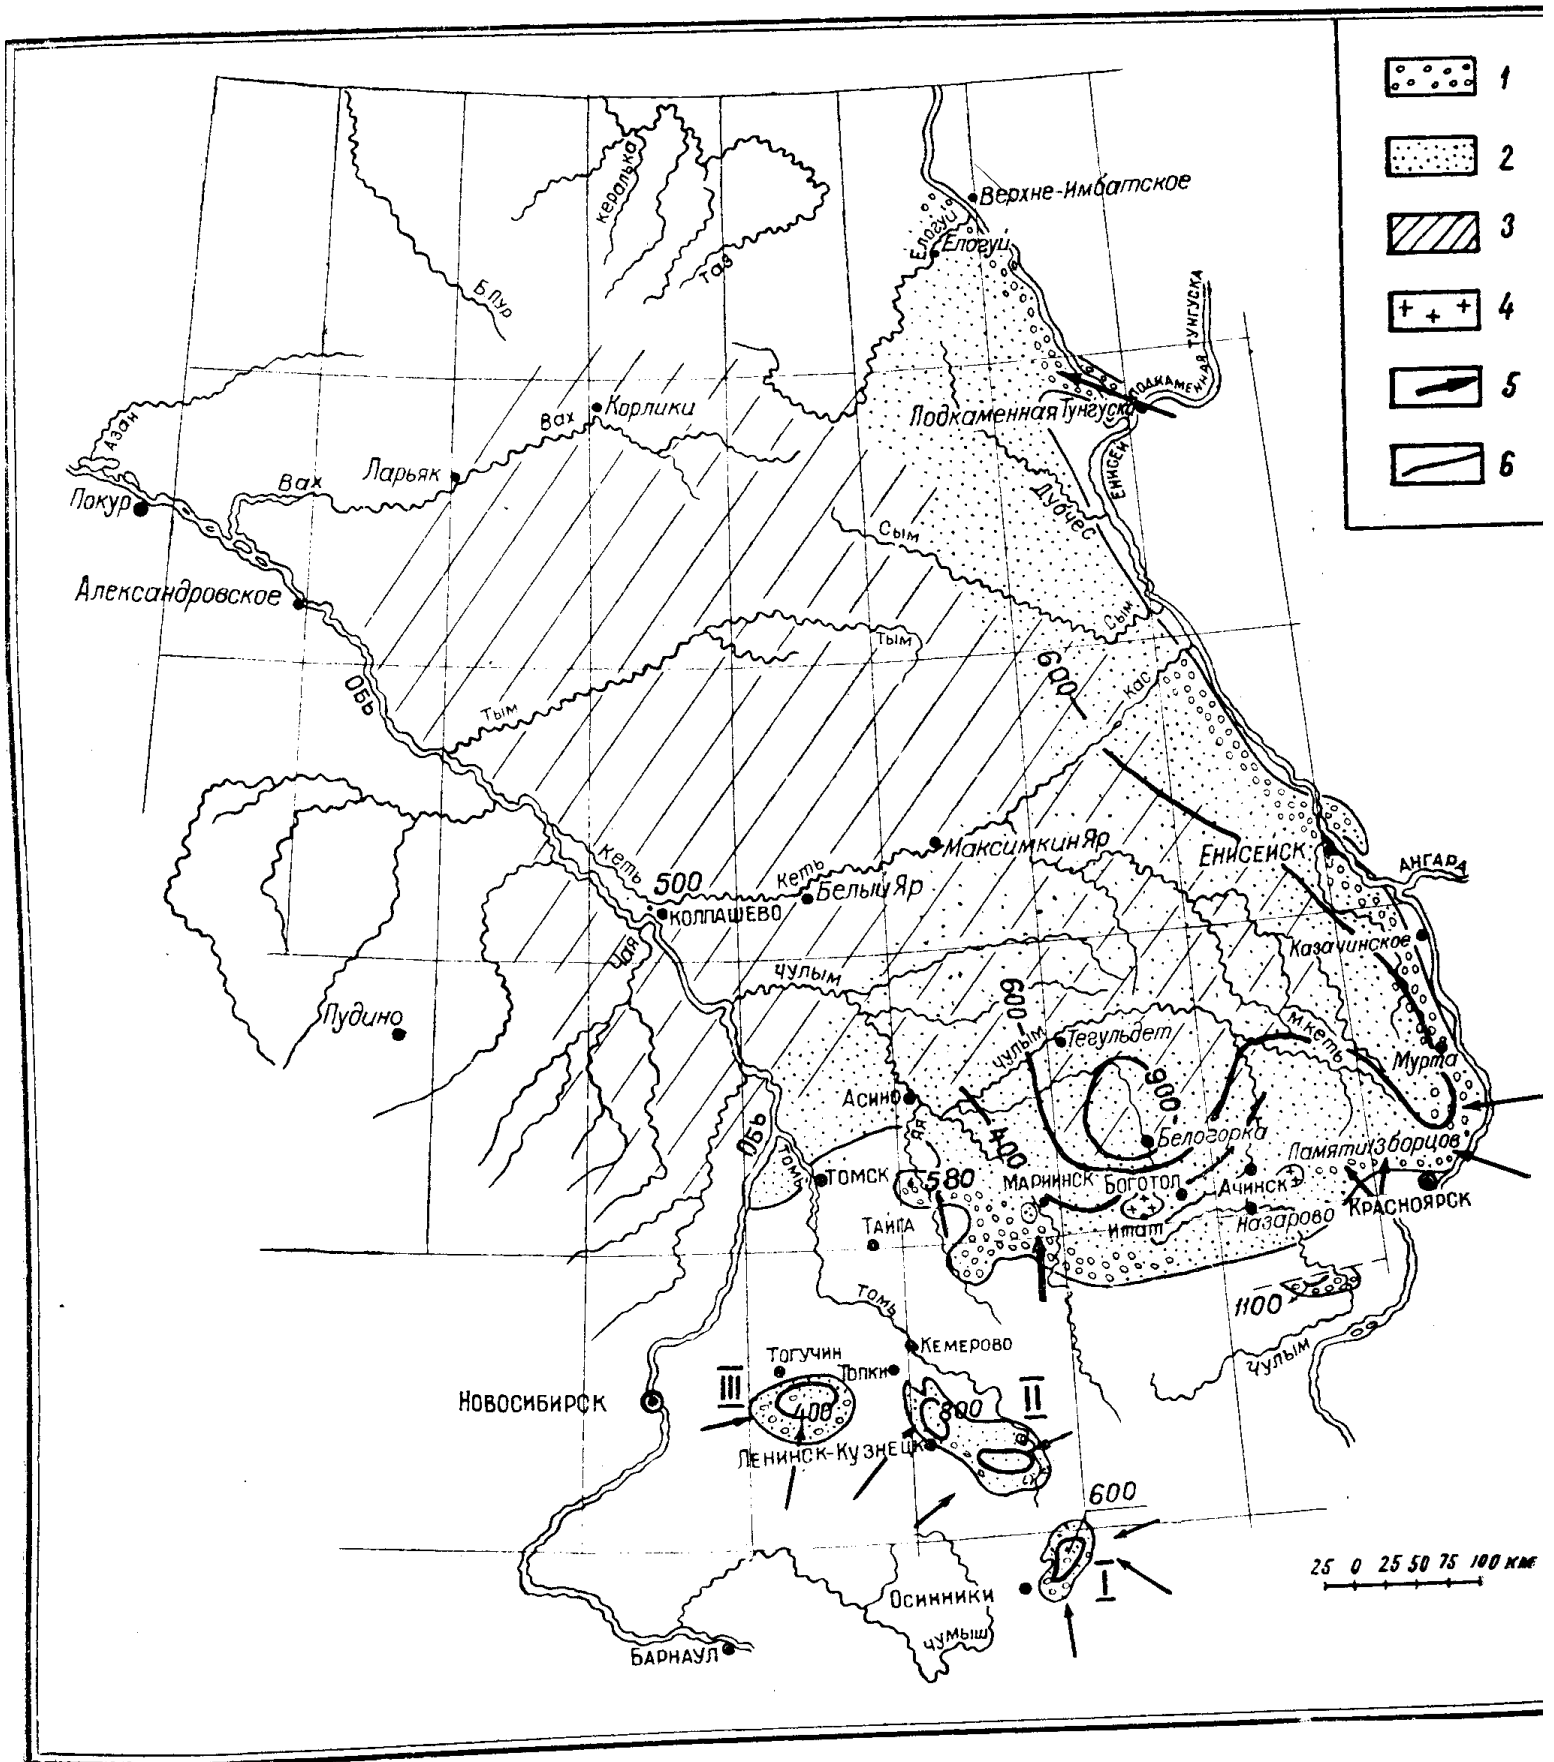 1
2
3
4
5
6
Верхне-Имбатское
Елогуй
Елогуй
Кералька
Таз
Б.Пур
ПОДКАМЕННАЯ ТУНГУСКА
Подкаменная Тунгуска
ЕНИСЕЙ
Азан
Вах
Корлики
Вах
Ларьяк
Покур
Дубчес
Сым
Сым
Александровское
Тым
Тым
ОБЬ
600
Кас
Кеть
500
Кеть
Максимкин Яр
Белый Яр
КОЛПАШЕВО
ЕНИСЕЙСК
АНГАРА
Казачинское
Чая
ЧУЛЫМ
Пудино
600
ЧУЛЫМ
Тегульдет
М.Кеть
Мурта
Асино
900
Белогорка
400
ОБЬ
Томь
Яя
ТОМСК
580
МАРИИНСК
БОГОТОЛ
Итат
АЧИНСК
Назарово
Памяти 13 борцов
КРАСНОЯРСК
ТАЙГА
1100
Чулым
Томь
КЕМЕРОВО
ТОГУЧИН
Топки
III
400
800
II
НОВОСИБИРСК
ЛЕНИНСК-КУЗНЕЦК
600
I
Осинники
Чумыш
БАРНАУЛ
25 0 25 50 75 100 км